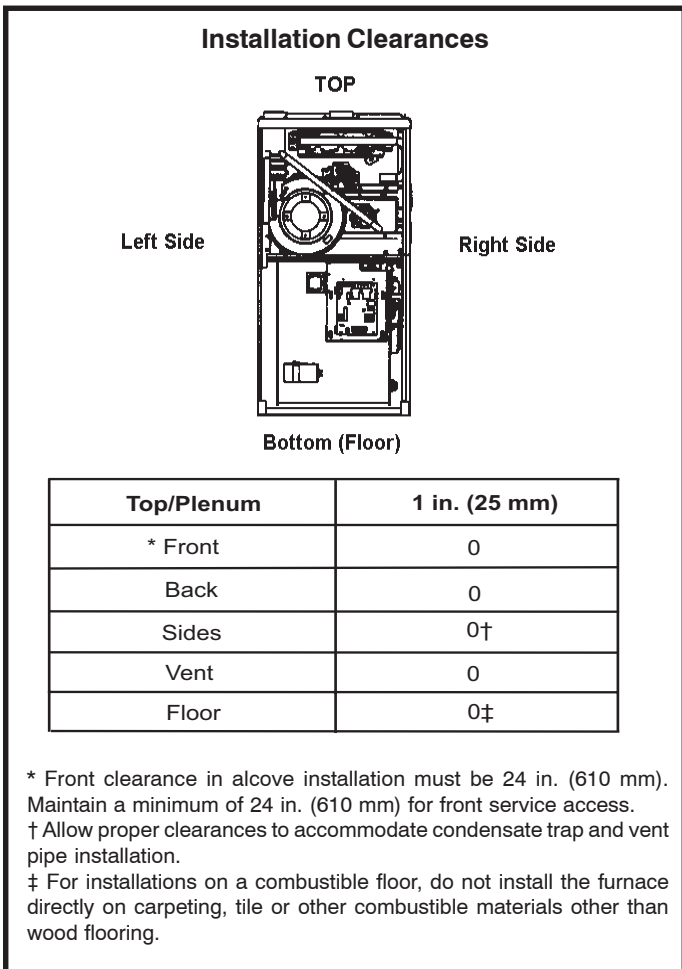 Installation Clearances
TOP
Left Side
Right Side
Bottom (Floor)
Top/Plenum 1 in. (25 mm)
* Front 0
Back 0
Sides 0†
Vent 0
Floor 0‡
* Front clearance in alcove installation must be 24 in. (610 mm).
Maintain a minimum of 24 in. (610 mm) for front service access.
† Allow proper clearances to accommodate condensate trap and vent
pipe installation.
‡ For installations on a combustible floor, do not install the furnace
directly on carpeting, tile or other combustible materials other than
wood flooring.